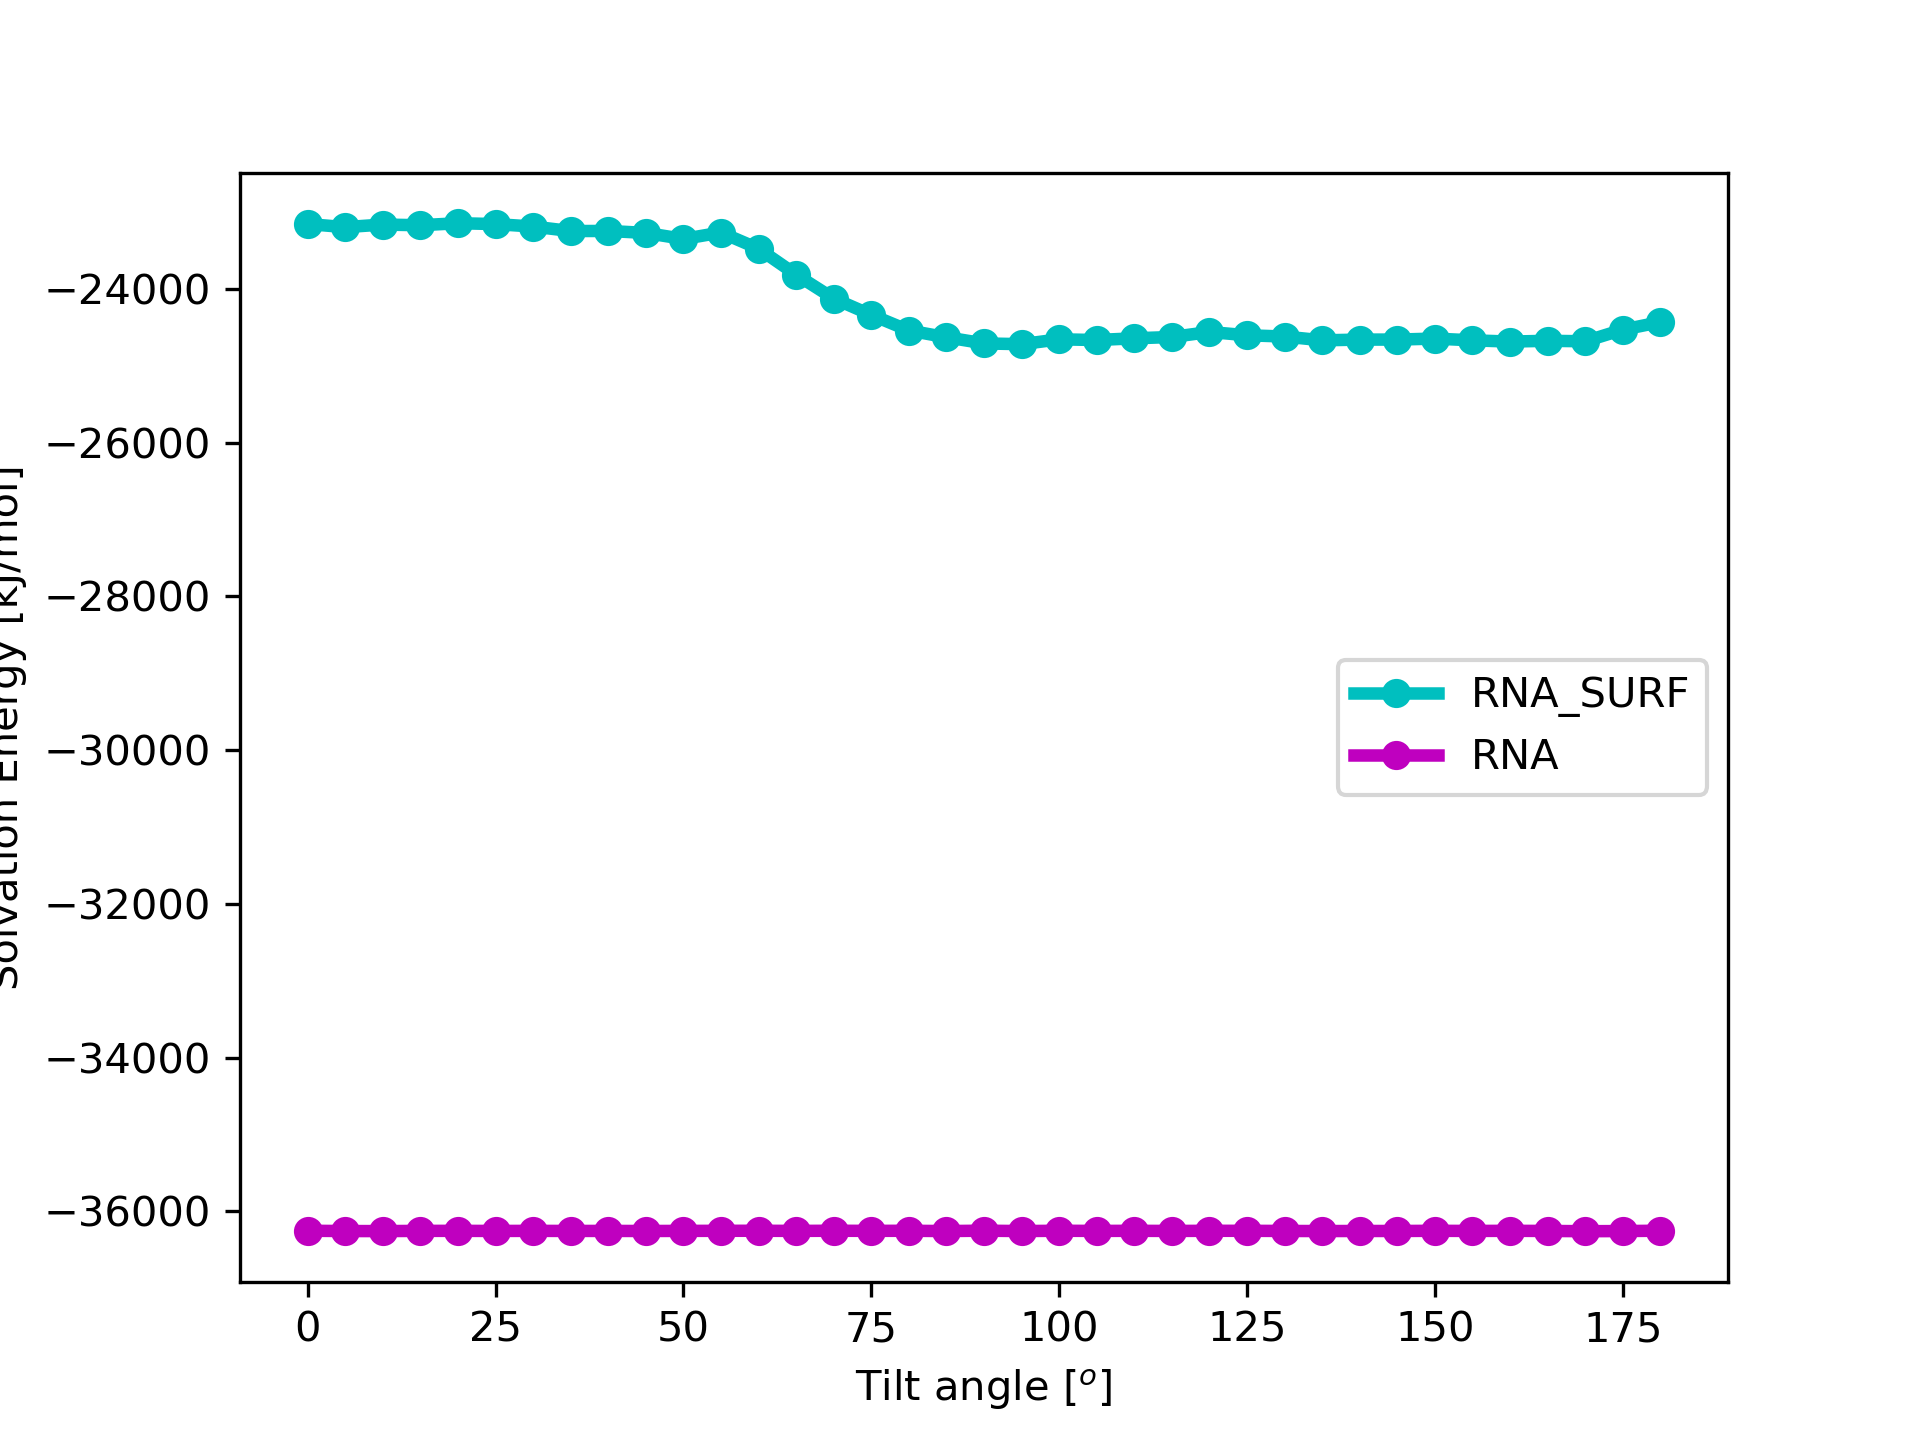 −24000
−26000
−28000
−30000
−32000
−34000
−36000
Solvation Energy [kJ/mol]
RNA_SURF
RNA
0 25 50 75 100 125 150 175
Tilt angle [°]